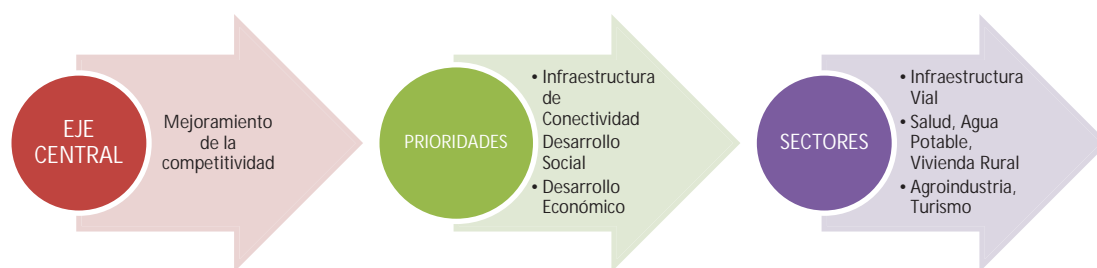 EJE
CENTRAL
Mejoramiento
de la
competitividad
PRIORIDADES
• Infraestructura
de
Conectividad
• Desarrollo
Social
• Desarrollo
Económico
SECTORES
• Infraestructura
Vial
• Salud, Agua
Potable,
Vivienda Rural
• Agroindustria,
Turismo